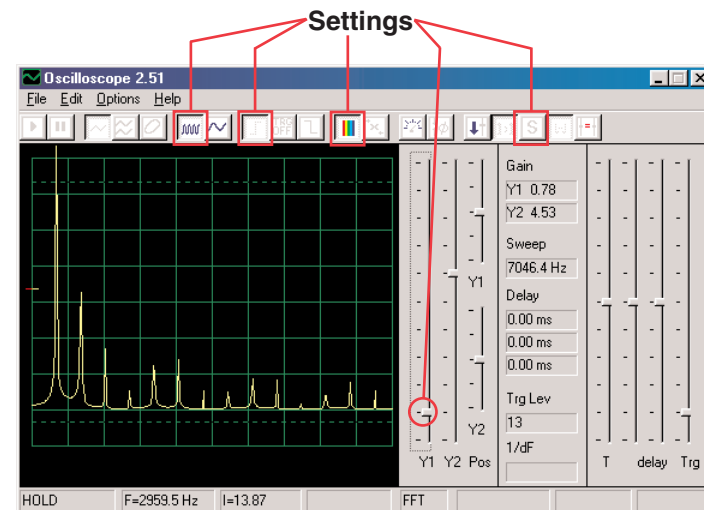 Settings
Oscilloscope 2.51
File Edit Options Help
TRG OFF
S
Gain
Y1 0.78
Y2 4.53
Sweep
7046.4 Hz
Y1
Delay
0.00 ms
0.00 ms
0.00 ms
Trg Lev
13
Y2
1/dF
Y1 Y2 Pos T delay Trg
HOLD F=2959.5 Hz I=13.87 FFT